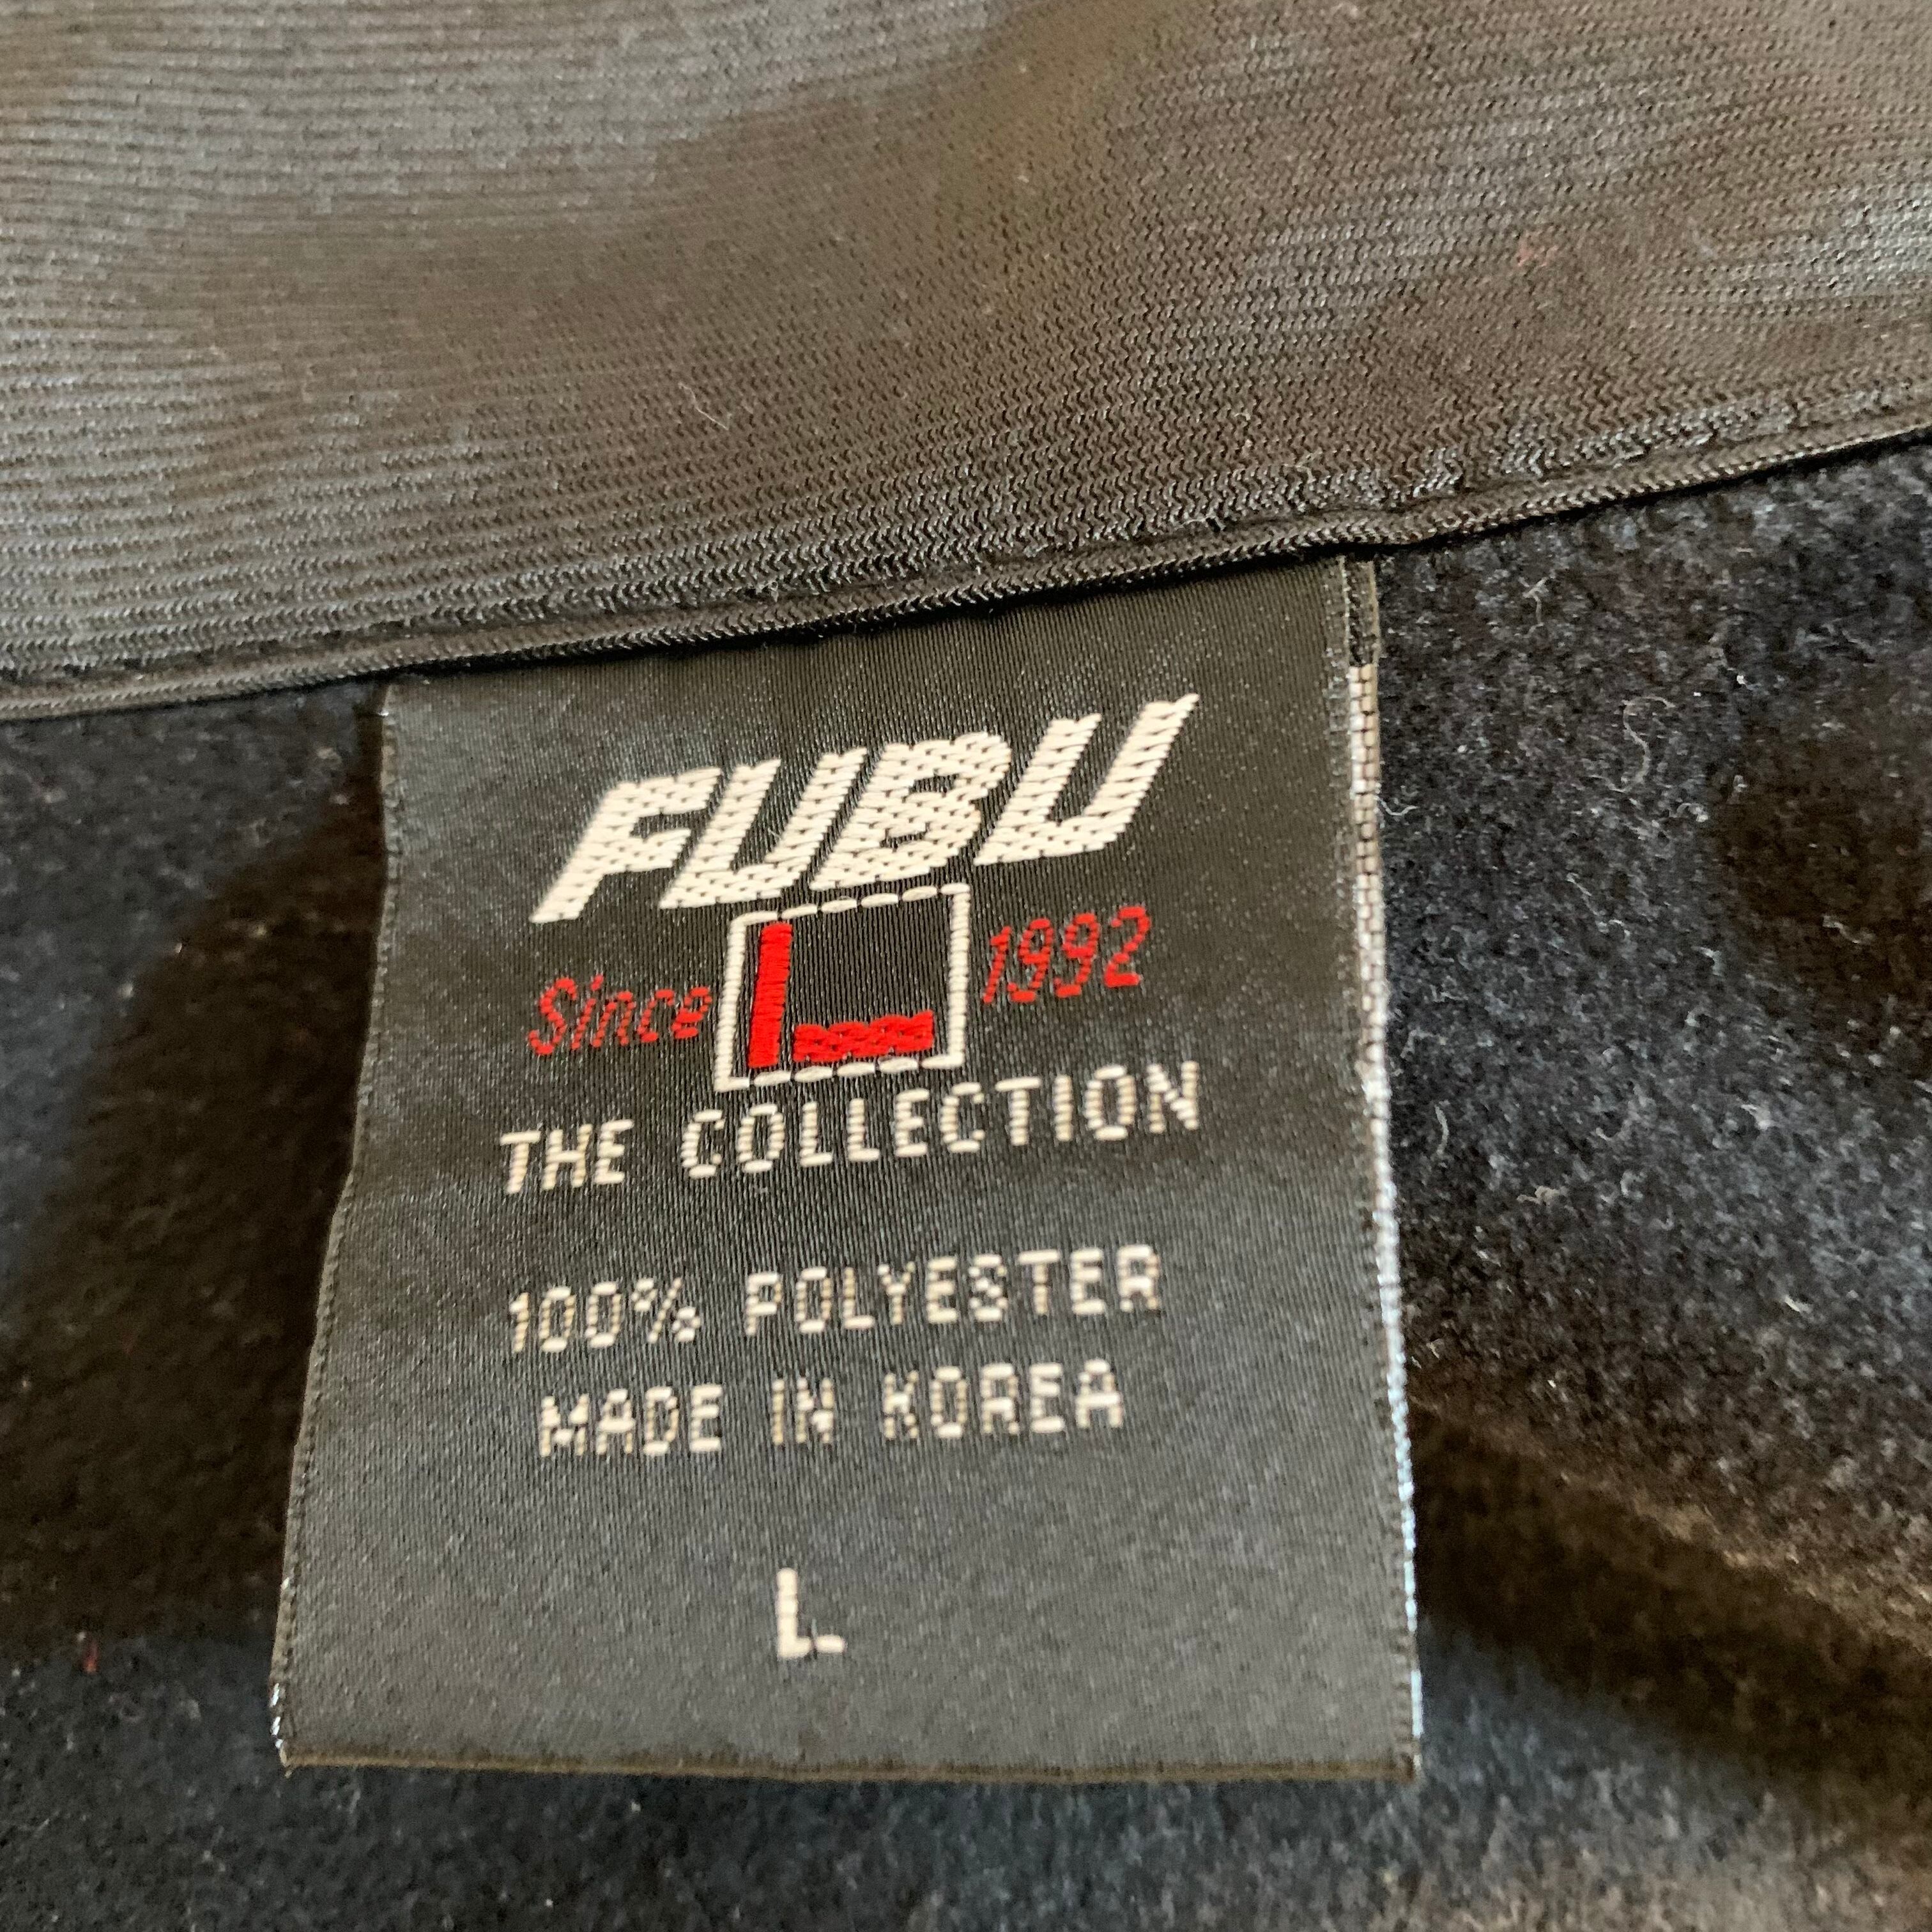 FUBU
Since L 1992
THE COLLECTION
100% POLYESTER
MADE IN KOREA
L